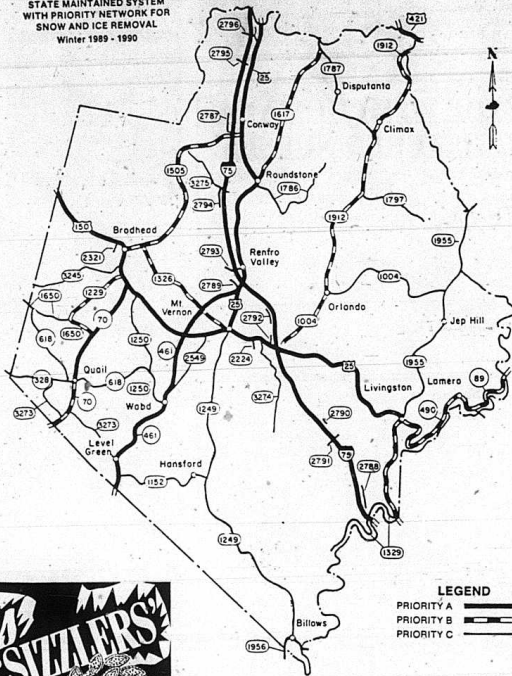 STATE MAINTAINED SYSTEM
WITH PRIORITY NETWORK FOR
SNOW AND ICE REMOVAL
Winter 1989 - 1990
421
2796
1912
N
2795
1787
25
Disputanta
2787
Conway
1617
Climax
1505
75
Roundstone
3275
1786
2794
1797
150
1912
Brodhead
1955
2321
2793
Renfro
Valley
3245
1326
2789
1004
1229
1650
Mt.
Vernon
25
Orlando
70
2792
1004
Jep Hill
1650
1250
618
461
2549
2224
25
1955
Quail
Livingston
Lamero
89
328
618
1250
3274
490
70
Wabd
1249
3273
2790
3273
Level
Green
461
2791
75
2788
Hansford
1152
1329
1249
LEGEND
PRIORITY A
PRIORITY B
PRIORITY C
SIZZLERS'
Billows
1956